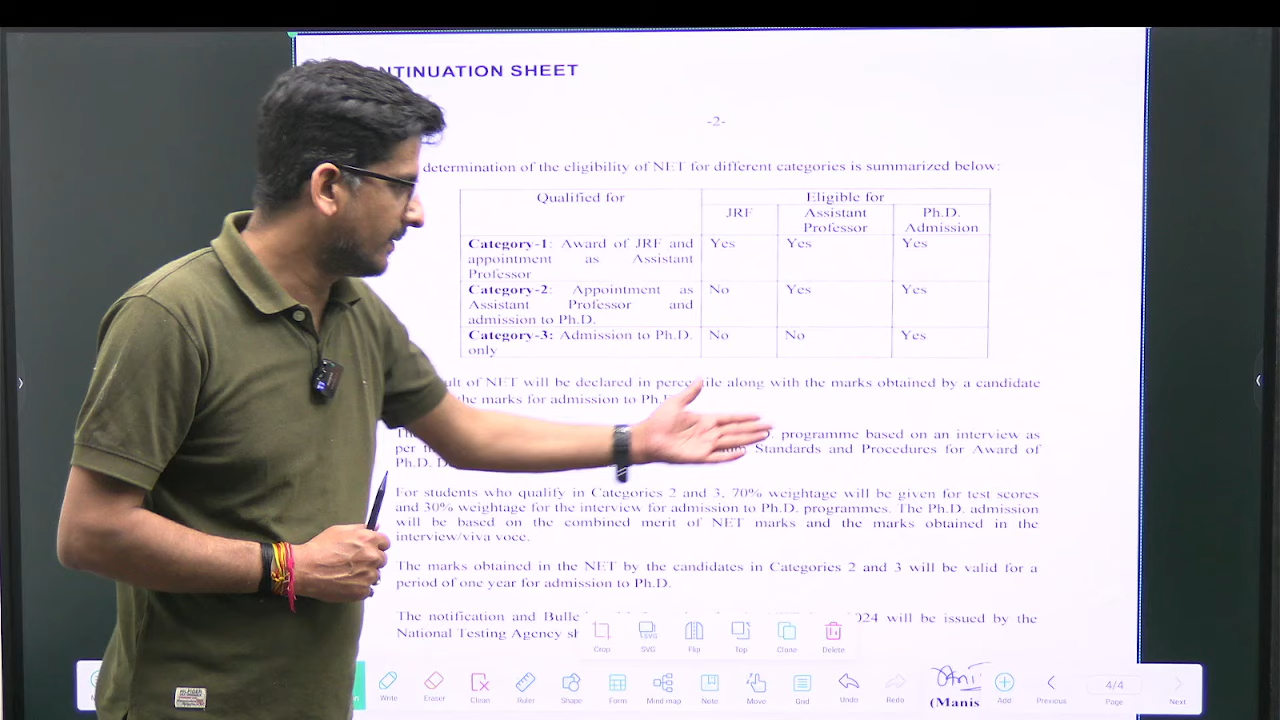 NTINUATION SHEET
-2-
determination of the eligibility of NET for different categories is summarized below:
Qualified for
Eligible for
JRF
Assistant Professor
Ph.D. Admission
Category-1: Award of JRF and
appointment as Assistant
Professor
Yes
Yes
Yes
Category-2: Appointment as
Assistant Professor and
admission to Ph.D.
No
Yes
Yes
Category-3: Admission to Ph.D.
only
No
No
Yes
of NET will be declared in along with the marks obtained by a candidate
the marks for admission to
programme based on an interview as
per Standards and Procedures for Award of
Ph.D.
For students who qualify in Categories 2 and 3, 70% weightage will be given for test scores
and 30% weightage for the interview for admission to Ph.D. programmes. The Ph.D. admission
will be based on the combined merit of NET marks and the marks obtained in the
interview/viva voce.
The marks obtained in the NET by the candidates in Categories 2 and 3 will be valid for a
period of one year for admission to Ph.D.
The notification and 024 will be issued by the
National Testing Agency
Crop
SVG
Flip
Top
Clone
Delete
Write
Eraser
Clean
Ruler
Shape
Form
Mind map
Note
Move
Grid
Undo
Redo
(Manis
Add
Previous
4/4
Page
Next